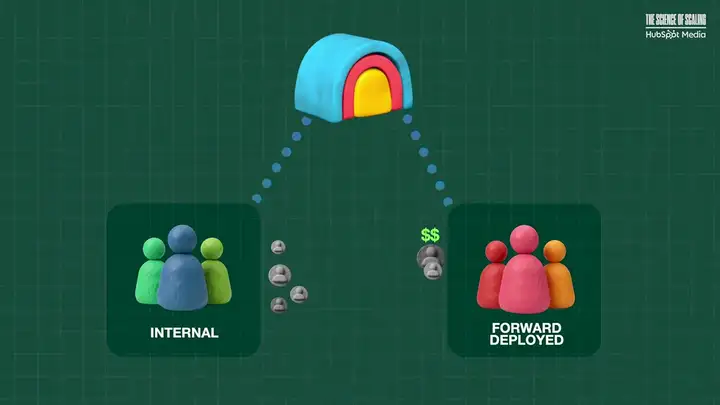 THE SCIENCE OF SCALING
HubSpot Media
$$
INTERNAL
FORWARD
DEPLOYED